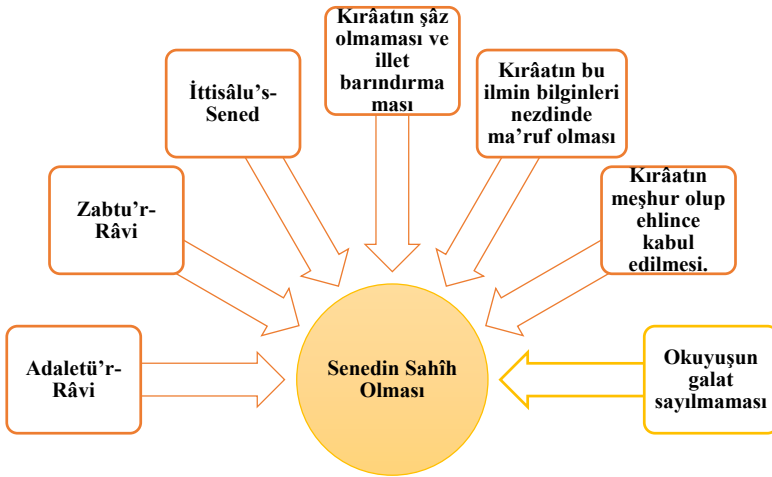 Kırâatın şâz
olmaması ve
illet
barındırma
ması
Kırâatın bu
ilmin bilginleri
nezdinde
ma’ruf olması
İttisâlu’s-
Sened
Kırâatın
meşhur olup
ehlince
kabul
edilmesi.
Zabtu’r-
Râvi
Adaletü’r-
Râvi
Senedin Sahîh
Olması
Okuyuşun
galat
sayılmaması